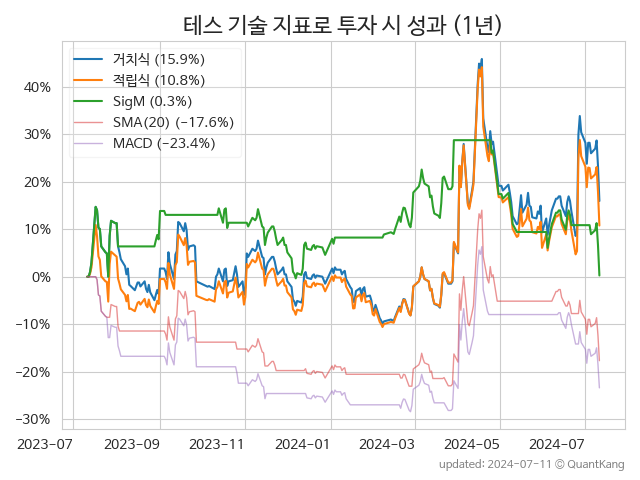 테스 기술 지표로 투자 시 성과 (1년)
거치식 (15.9%)
적립식 (10.8%)
SigM (0.3%)
SMA(20) (−17.6%)
MACD (−23.4%)
40%
30%
20%
10%
0%
−10%
−20%
−30%
2023-07 2023-09 2023-11 2024-01 2024-03 2024-05 2024-07
updated: 2024-07-11 ⓒ QuantKang